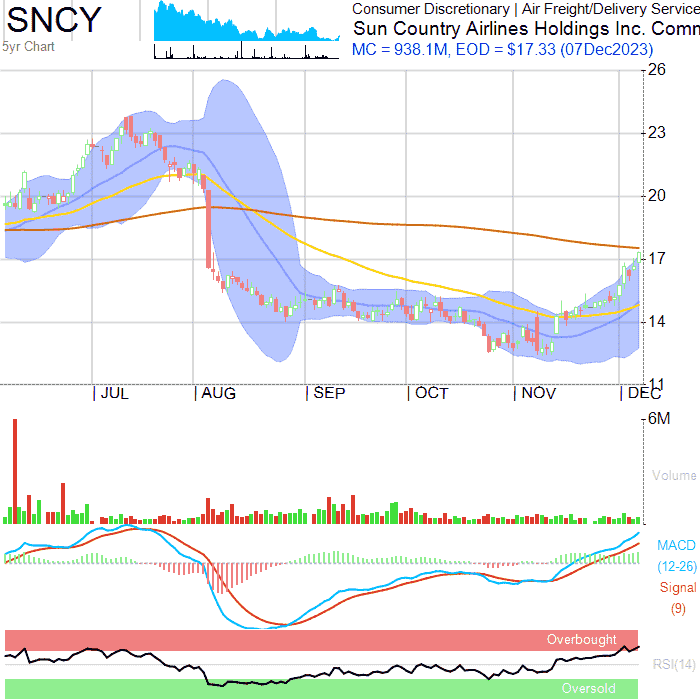 SNCY
5yr Chart
Consumer Discretionary | Air Freight/Delivery Service
Sun Country Airlines Holdings Inc. Comm
MC = 938.1M, EOD = $17.33 (07Dec2023)
26
23
20
17
14
11
JUL AUG SEP OCT NOV DEC
6M
Volume
MACD
(12-26)
Signal
(9)
Overbought
RSI(14)
Oversold